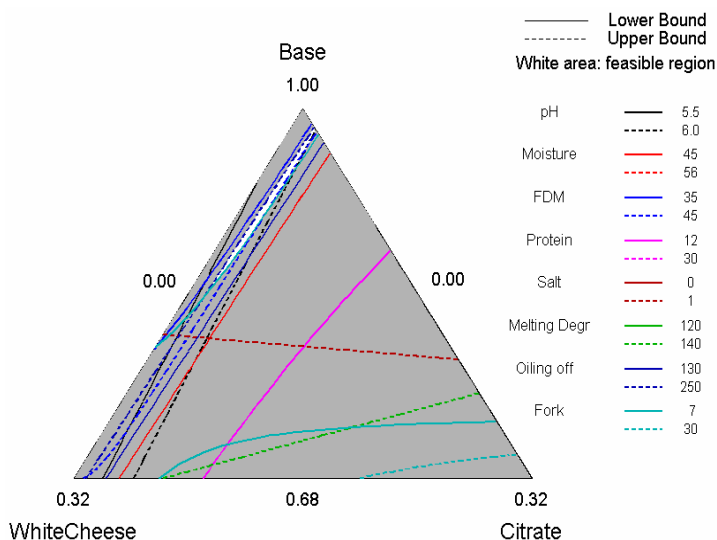 Lower Bound
Upper Bound
White area: feasible region
Base
1.00
pH 5.5
6.0
Moisture 45
56
FDM 35
45
Protein 12
30
0.00 0.00
Salt 0
1
Melting Degr 120
140
Oiling off 130
250
Fork 7
30
0.32 0.68 0.32
WhiteCheese Citrate